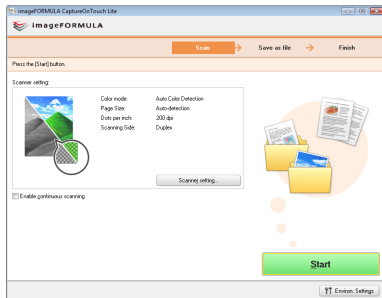 imageFORMULA CaptureOnTouch Lite
imageFORMULA
Scan
Save as file
Finish
Press the [Start] button.
Scanner setting:
Color mode: Auto Color Detection
Page Size: Auto-detection
Dots per inch: 200 dpi
Scanning Side: Duplex
Scanner setting...
Enable continuous scanning
Start
Environ. Settings